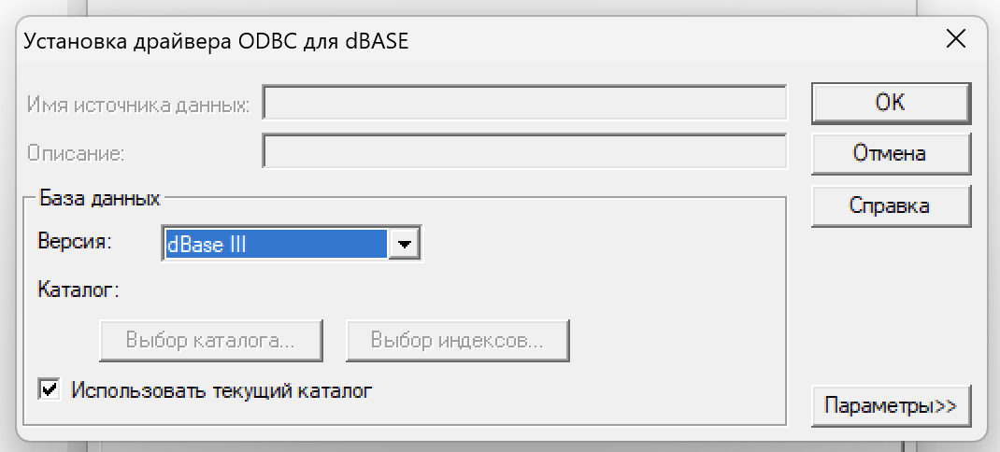 Установка драйвера ODBC для dBASE
Имя источника данных:
OK
Описание:
Отмена
База данных
Справка
Версия:
dBase III
Каталог:
Выбор каталога...
Выбор индексов...
Использовать текущий каталог
Параметры>>